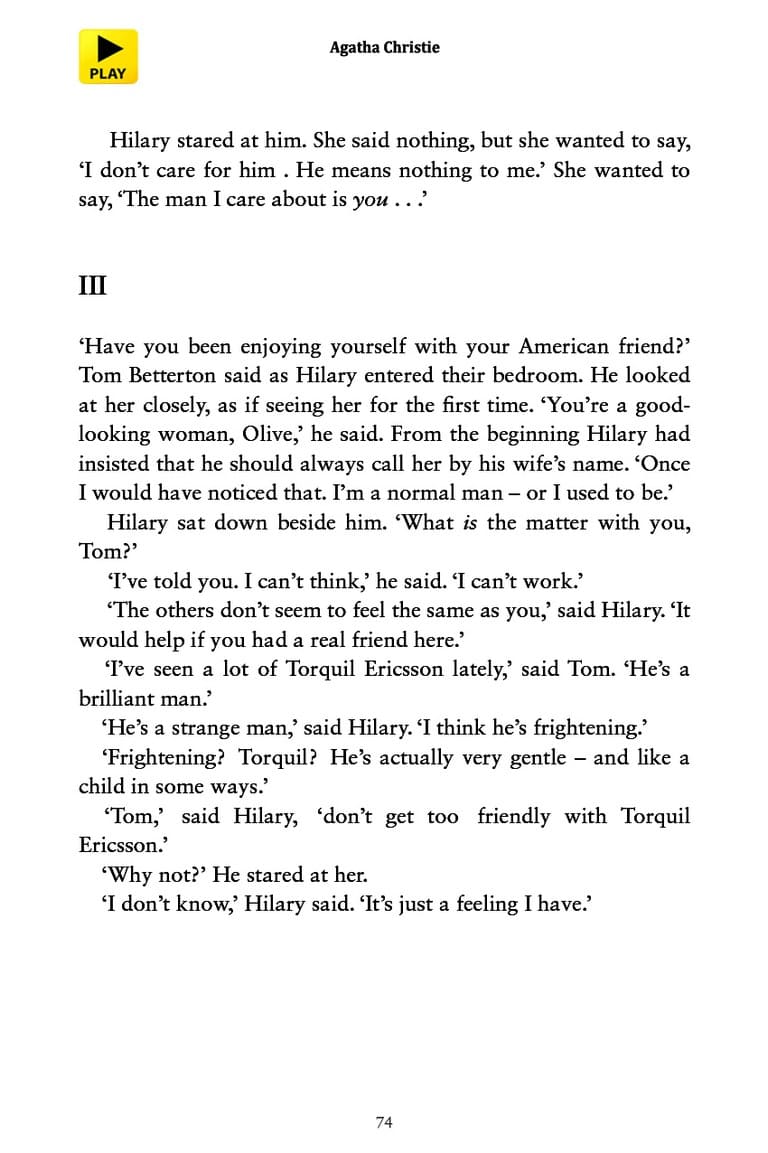 PLAY
Agatha Christie
Hilary stared at him. She said nothing, but she wanted to say,
‘I don’t care for him . He means nothing to me.’ She wanted to
say, ‘The man I care about is you . . .’
III
‘Have you been enjoying yourself with your American friend?’
Tom Betterton said as Hilary entered their bedroom. He looked
at her closely, as if seeing her for the first time. ‘You’re a good-
looking woman, Olive,’ he said. From the beginning Hilary had
insisted that he should always call her by his wife’s name. ‘Once
I would have noticed that. I’m a normal man – or I used to be.’
Hilary sat down beside him. ‘What is the matter with you,
Tom?’
‘I’ve told you. I can’t think,’ he said. ‘I can’t work.’
‘The others don’t seem to feel the same as you,’ said Hilary. ‘It
would help if you had a real friend here.’
‘I’ve seen a lot of Torquil Ericsson lately,’ said Tom. ‘He’s a
brilliant man.’
‘He’s a strange man,’ said Hilary. ‘I think he’s frightening.’
‘Frightening? Torquil? He’s actually very gentle – and like a
child in some ways.’
‘Tom,’ said Hilary, ‘don’t get too friendly with Torquil
Ericsson.’
‘Why not?’ He stared at her.
‘I don’t know,’ Hilary said. ‘It’s just a feeling I have.’
74